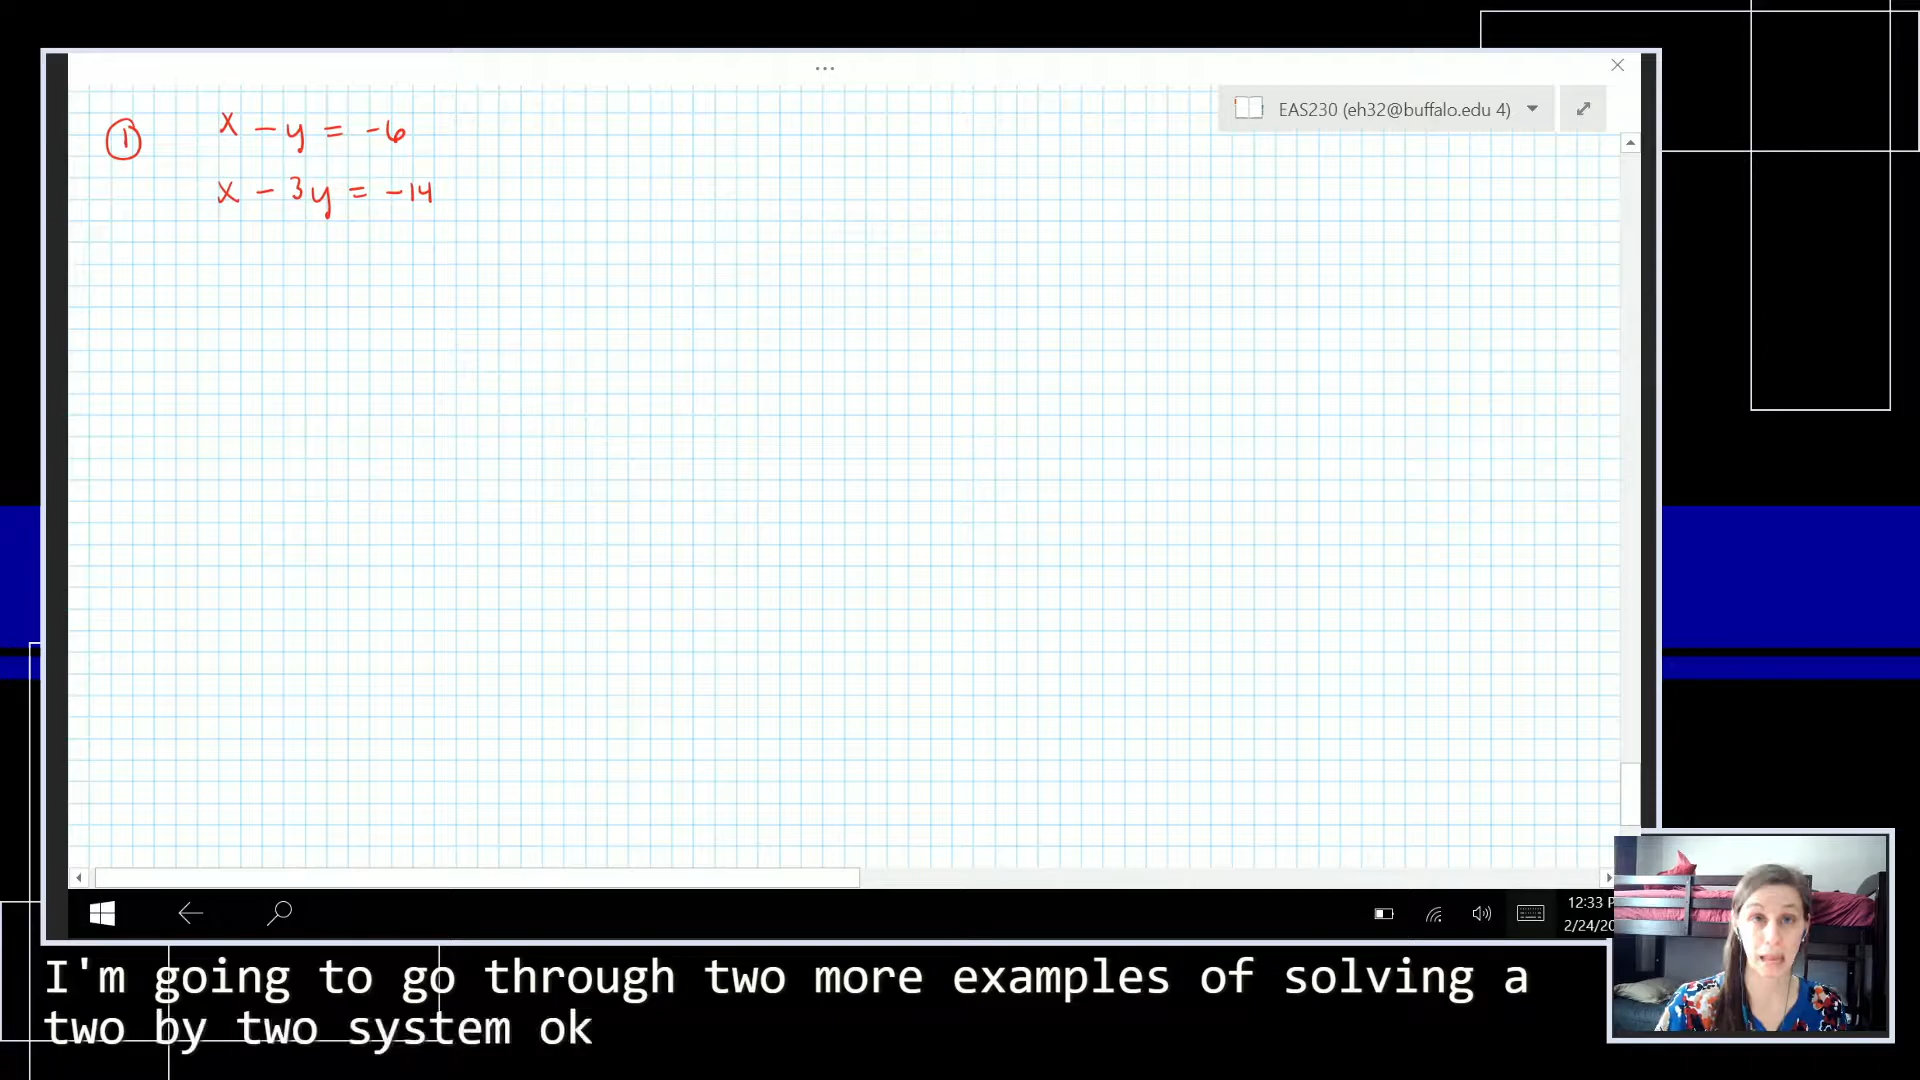 ...
EAS230 (eh32@buffalo.edu 4)
① x - y = -6
x - 3y = -14
12:33 P
2/24/20
I'm going to go through two more examples of solving a
two by two system ok